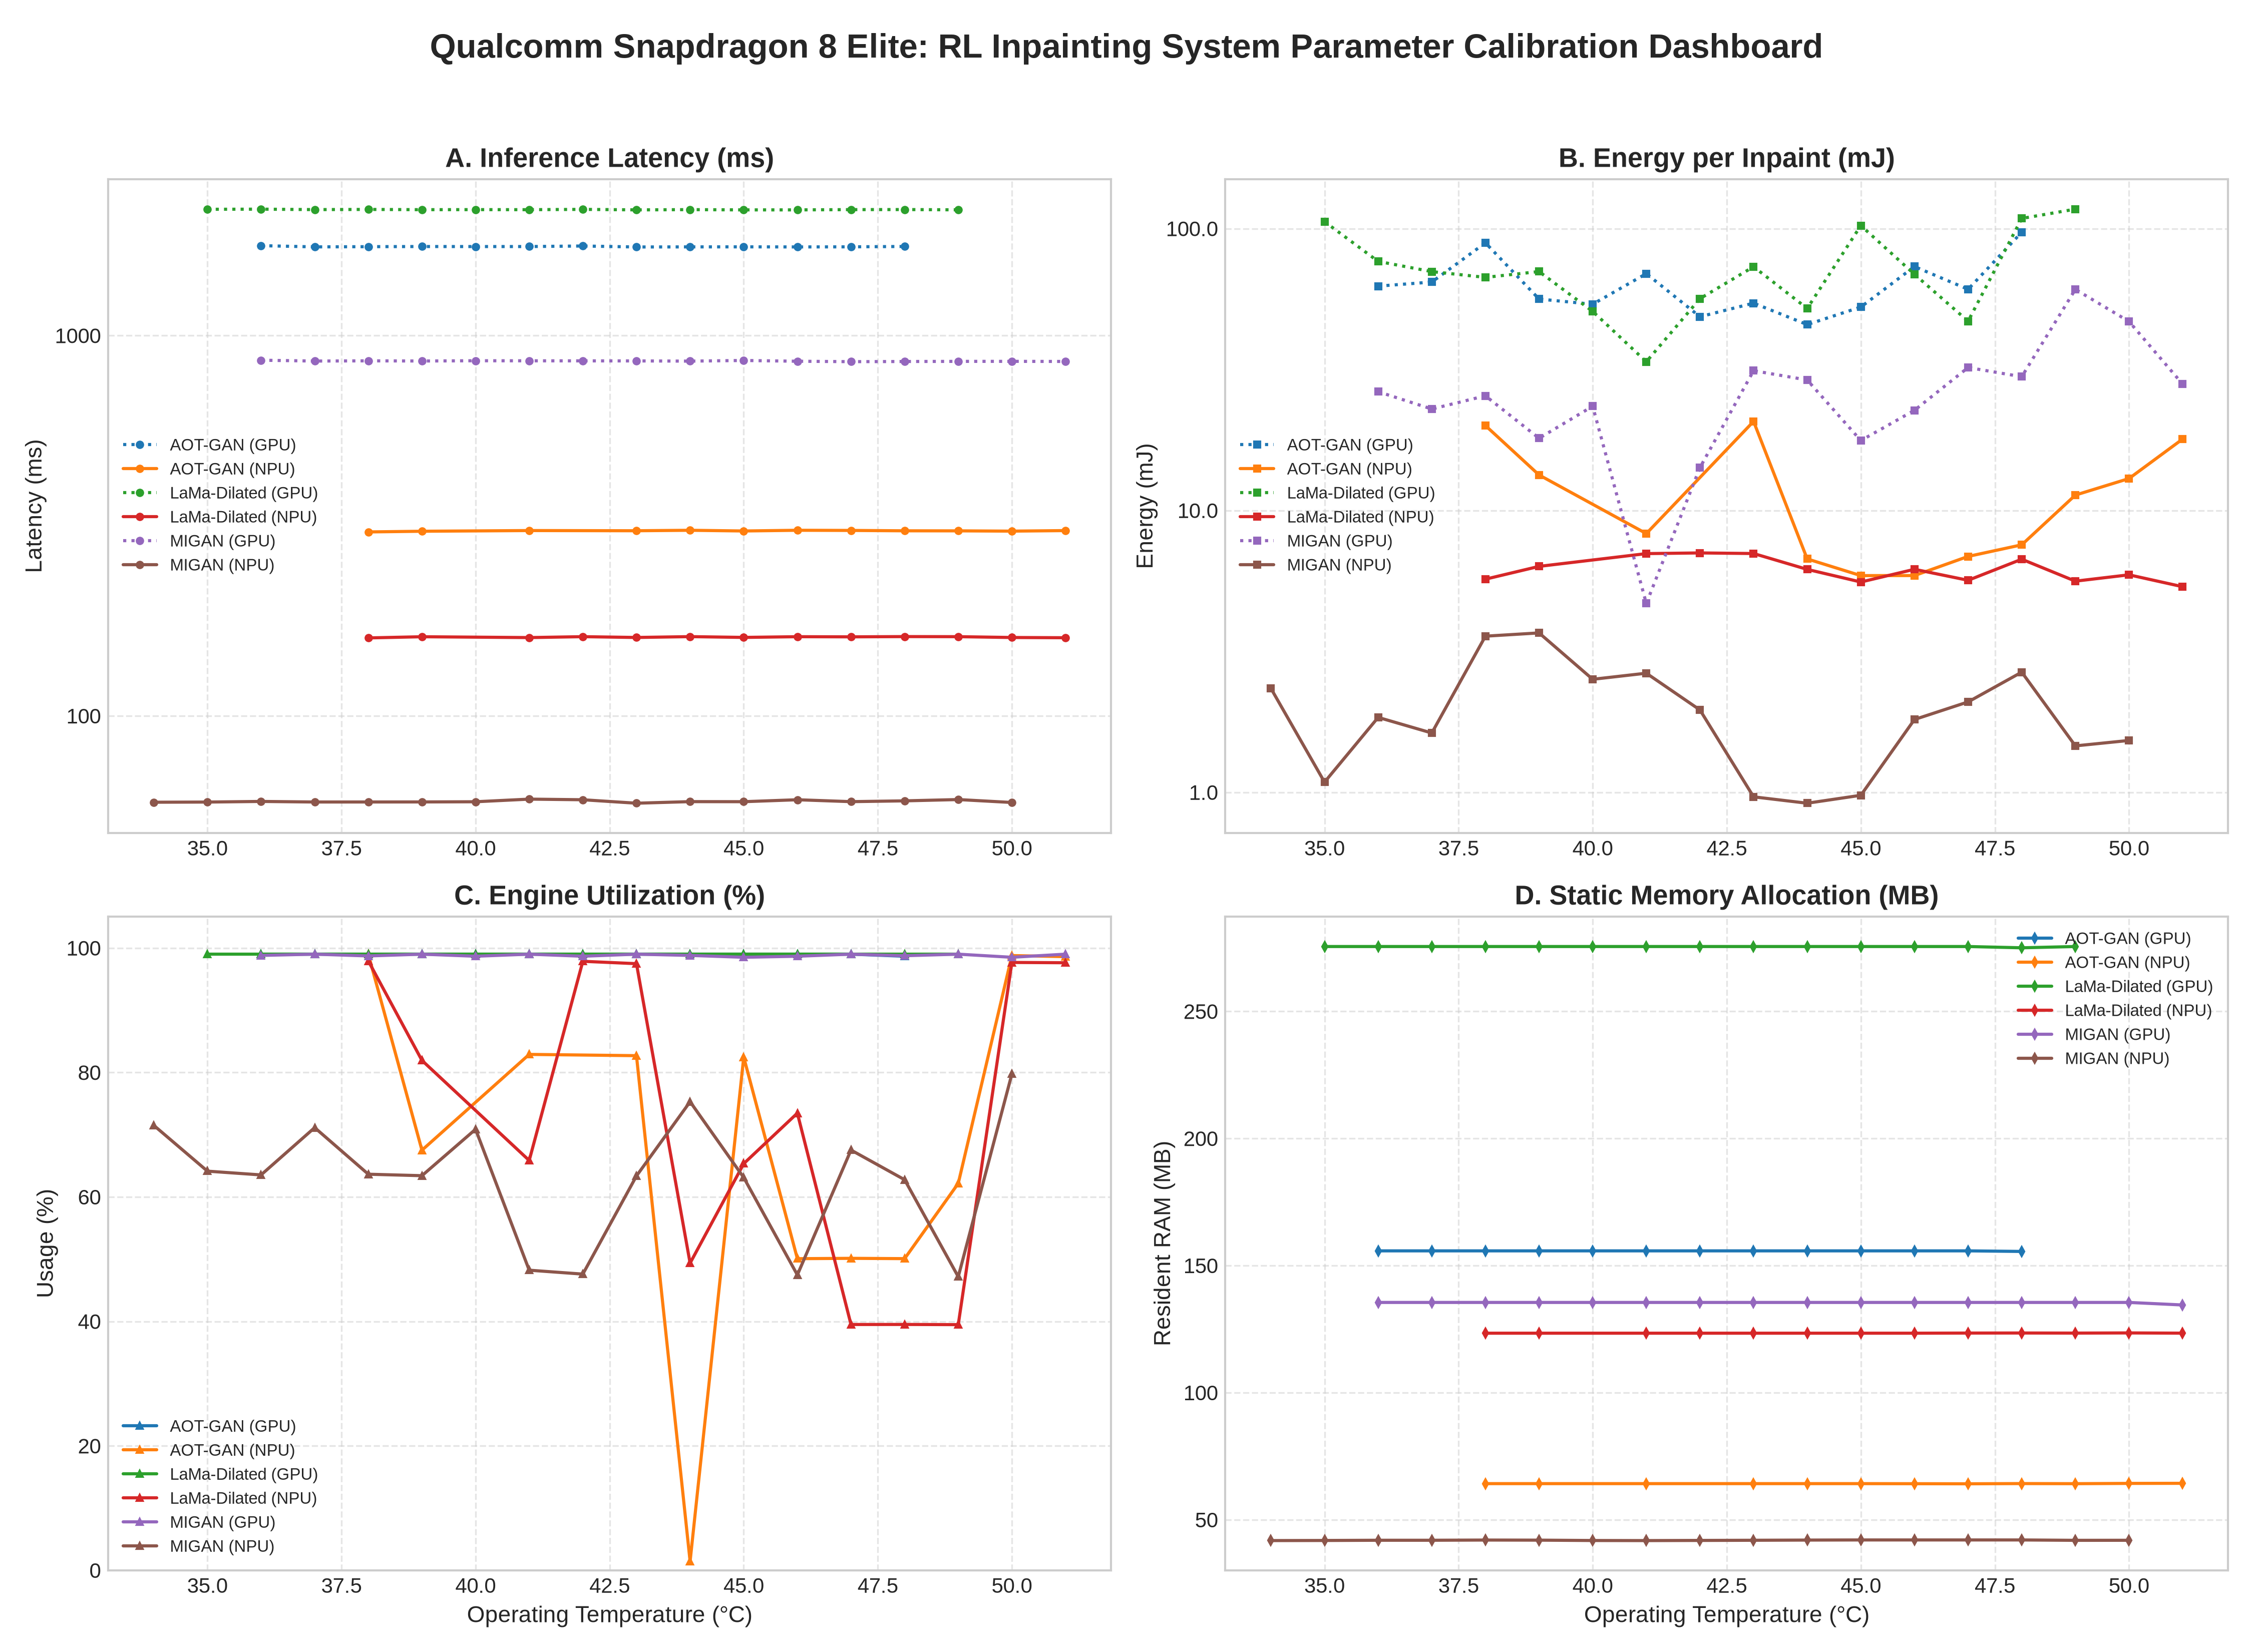 Qualcomm Snapdragon 8 Elite: RL Inpainting System Parameter Calibration Dashboard
A. Inference Latency (ms)
Latency (ms)
1000
100
AOT-GAN (GPU)
AOT-GAN (NPU)
LaMa-Dilated (GPU)
LaMa-Dilated (NPU)
MIGAN (GPU)
MIGAN (NPU)
35.0 37.5 40.0 42.5 45.0 47.5 50.0
B. Energy per Inpaint (mJ)
Energy (mJ)
100.0
10.0
1.0
AOT-GAN (GPU)
AOT-GAN (NPU)
LaMa-Dilated (GPU)
LaMa-Dilated (NPU)
MIGAN (GPU)
MIGAN (NPU)
35.0 37.5 40.0 42.5 45.0 47.5 50.0
C. Engine Utilization (%)
Usage (%)
100
80
60
40
20
0
AOT-GAN (GPU)
AOT-GAN (NPU)
LaMa-Dilated (GPU)
LaMa-Dilated (NPU)
MIGAN (GPU)
MIGAN (NPU)
35.0 37.5 40.0 42.5 45.0 47.5 50.0
Operating Temperature (°C)
D. Static Memory Allocation (MB)
Resident RAM (MB)
250
200
150
100
50
AOT-GAN (GPU)
AOT-GAN (NPU)
LaMa-Dilated (GPU)
LaMa-Dilated (NPU)
MIGAN (GPU)
MIGAN (NPU)
35.0 37.5 40.0 42.5 45.0 47.5 50.0
Operating Temperature (°C)